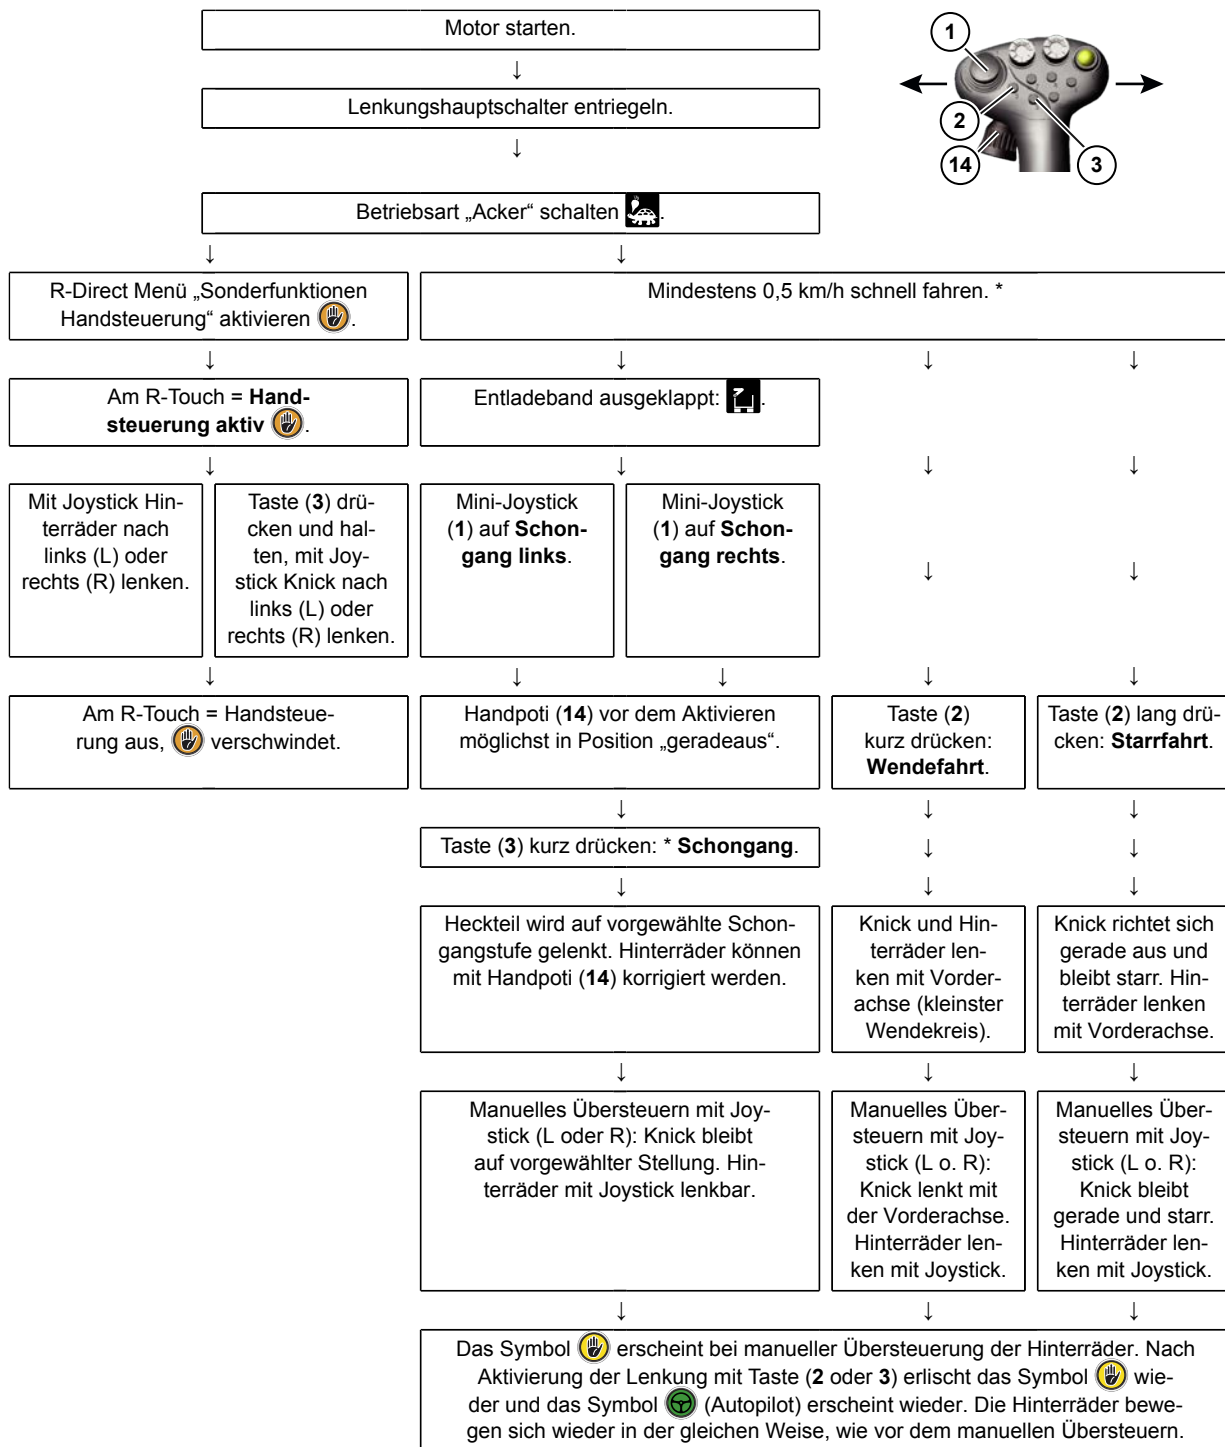 Motor starten.
1
2
14
3
Lenkungshauptschalter entriegeln.
Betriebsart „Acker“ schalten .
R-Direct Menü „Sonderfunktionen
Handsteuerung“ aktivieren .
Mindestens 0,5 km/h schnell fahren. *
Am R-Touch = Hand-
steuerung aktiv .
Entladeband ausgeklappt: .
Mit Joystick Hin-
terräder nach
links (L) oder
rechts (R) lenken.
Taste (3) drü-
cken und hal-
ten, mit Joy-
stick Knick nach
links (L) oder
rechts (R) lenken.
Mini-Joystick
(1) auf Schon-
gang links.
Mini-Joystick
(1) auf Schon-
gang rechts.
Am R-Touch = Handsteue-
rung aus, verschwindet.
Handpoti (14) vor dem Aktivieren
möglichst in Position „geradeaus“.
Taste (2)
kurz drücken:
Wendefahrt.
Taste (2) lang drü-
cken: Starrfahrt.
Taste (3) kurz drücken: * Schongang.
Heckteil wird auf vorgewählte Schon-
gangstufe gelenkt. Hinterräder können
mit Handpoti (14) korrigiert werden.
Knick und Hin-
terräder len-
ken mit Vorder-
achse (kleinster
Wendekreis).
Knick richtet sich
gerade aus und
bleibt starr. Hin-
terräder lenken
mit Vorderachse.
Manuelles Übersteuern mit Joy-
stick (L oder R): Knick bleibt
auf vorgewählter Stellung. Hin-
terräder mit Joystick lenkbar.
Manuelles Über-
steuern mit Joy-
stick (L o. R):
Knick lenkt mit
der Vorderachse.
Hinterräder len-
ken mit Joystick.
Manuelles Über-
steuern mit Joy-
stick (L o. R):
Knick bleibt
gerade und starr.
Hinterräder len-
ken mit Joystick.
Das Symbol erscheint bei manueller Übersteuerung der Hinterräder. Nach
Aktivierung der Lenkung mit Taste (2 oder 3) erlischt das Symbol wie-
der und das Symbol (Autopilot) erscheint wieder. Die Hinterräder bewe-
gen sich wieder in der gleichen Weise, wie vor dem manuellen Übersteuern.